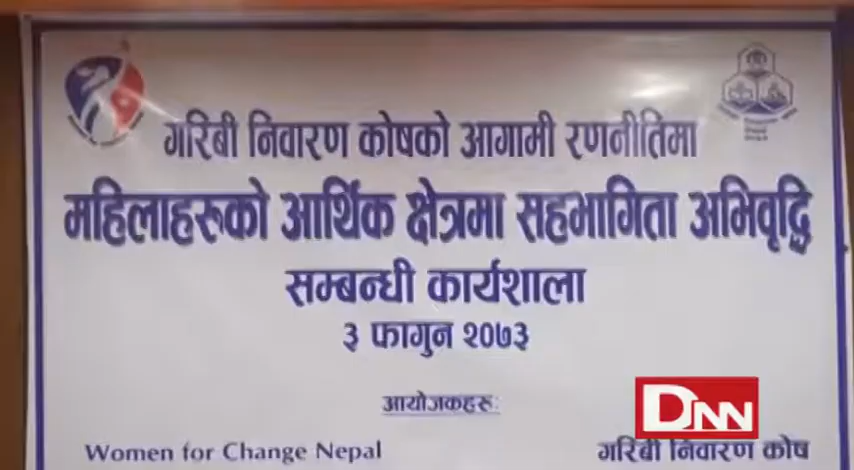 गरिबी निवारण कोषको आगामी रणनीतिमा
महिलाहरुको आर्थिक क्षेत्रमा सहभागिता अभिवृद्धि
सम्बन्धी कार्यशाला
३ फागुन २०७३
आयोजकहरुः
Women for Change Nepal
गरिबी निवारण कोष
DNN